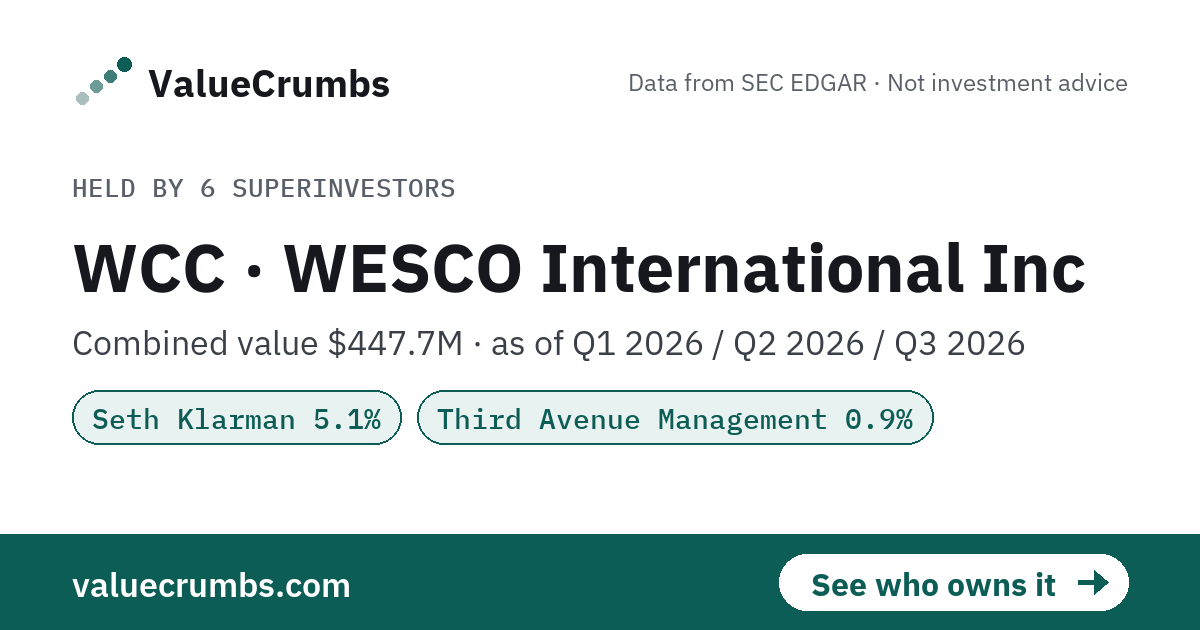 ValueCrumbs
Data from SEC EDGAR · Not investment advice
HELD BY 6 SUPERINVESTORS
WCC · WESCO International Inc
Combined value $447.7M · as of Q1 2026 / Q2 2026 / Q3 2026
Seth Klarman 5.1%
Third Avenue Management 0.9%
valuecrumbs.com
See who owns it →